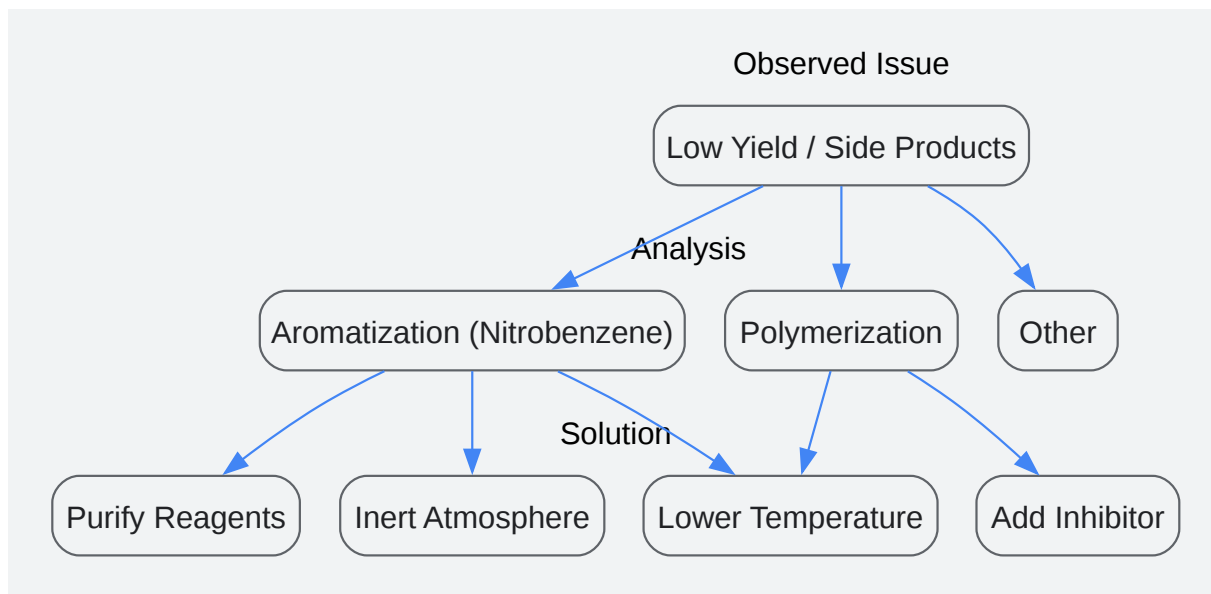 Observed Issue
Low Yield / Side Products
Analysis
Aromatization (Nitrobenzene)
Polymerization
Other
Solution
Purify Reagents
Inert Atmosphere
Lower Temperature
Add Inhibitor